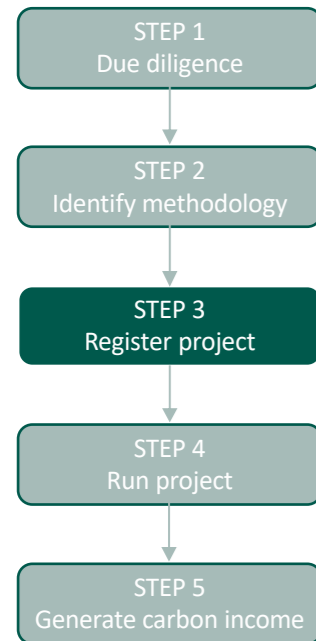 STEP 1
Due diligence
STEP 2
Identify methodology
STEP 3
Register project
STEP 4
Run project
STEP 5
Generate carbon income